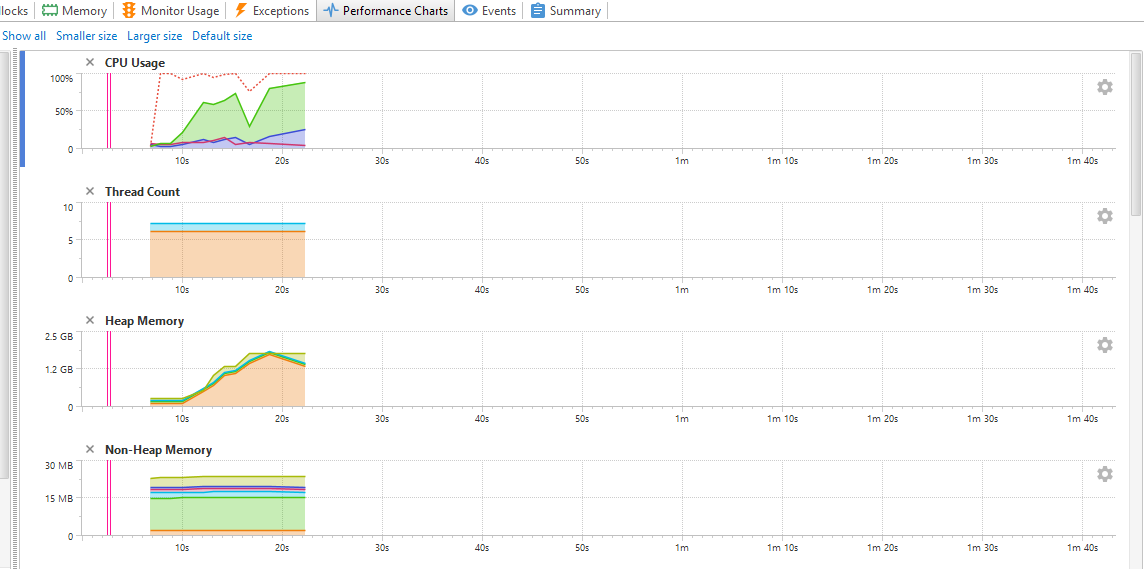 locks Memory Monitor Usage Exceptions Performance Charts Events Summary
Show all Smaller size Larger size Default size
CPU Usage
100%
50%
0
10s 20s 30s 40s 50s 1m 1m 10s 1m 20s 1m 30s 1m 40s
Thread Count
10
5
0
10s 20s 30s 40s 50s 1m 1m 10s 1m 20s 1m 30s 1m 40s
Heap Memory
2.5 GB
1.2 GB
0
10s 20s 30s 40s 50s 1m 1m 10s 1m 20s 1m 30s 1m 40s
Non-Heap Memory
30 MB
15 MB
0
10s 20s 30s 40s 50s 1m 1m 10s 1m 20s 1m 30s 1m 40s